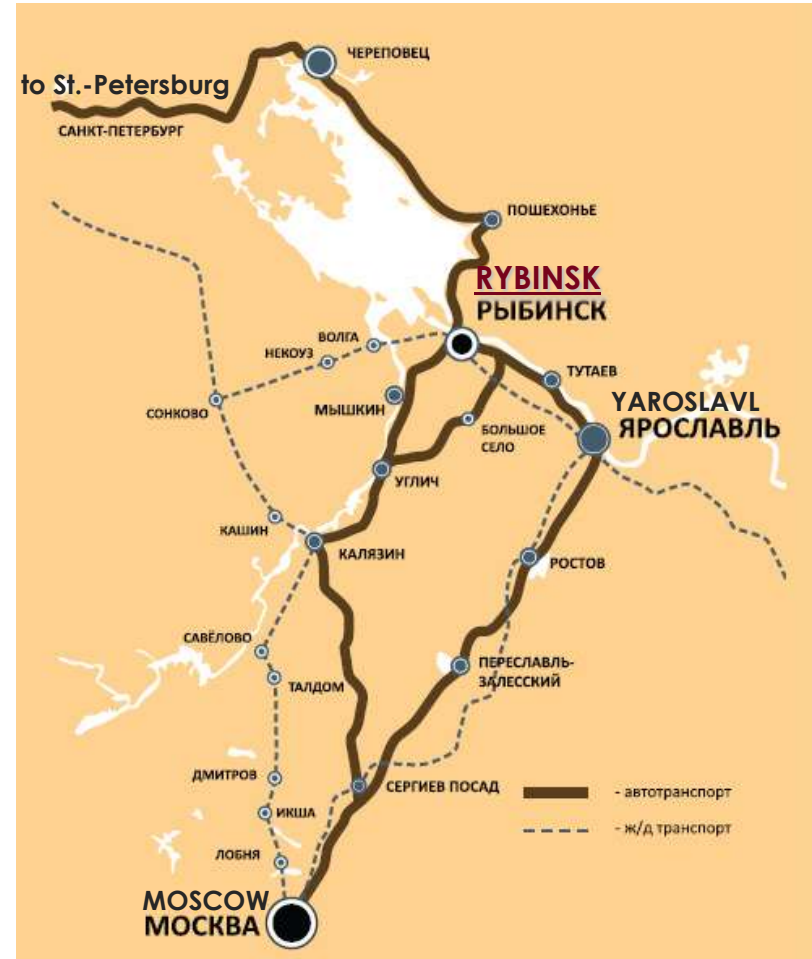 ЧЕРЕПОВЕЦ
to St.-Petersburg
САНКТ-ПЕТЕРБУРГ
ПОШЕХОНЬЕ
RYBINSK
РЫБИНСК
ВОЛГА
НЕКОУЗ
ТУТАЕВ
СОНКОВО
МЫШКИН
YAROSLAVL
ЯРОСЛАВЛЬ
БОЛЬШОЕ
СЕЛО
УГЛИЧ
КАШИН
КАЛЯЗИН
РОСТОВ
САВЁЛОВО
ПЕРЕСЛАВЛЬ-
ЗАЛЕССКИЙ
ТАЛДОМ
ДМИТРОВ
СЕРГИЕВ ПОСАД
- автотранспорт
ИКША
- ж/д транспорт
ЛОБНЯ
MOSCOW
МОСКВА